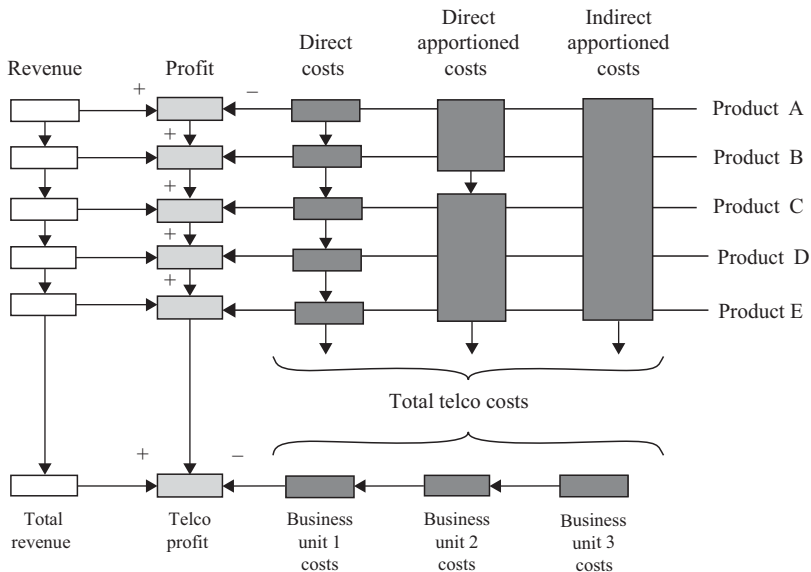 Direct
Indirect
Direct
apportioned
apportioned
Revenue
Profit
costs
costs
costs
+
−
Product A
+
Product B
+
Product C
+
Product D
+
Product E
Total telco costs
+
−
Total
revenue
Telco
profit
Business
unit 1
costs
Business
unit 2
costs
Business
unit 3
costs